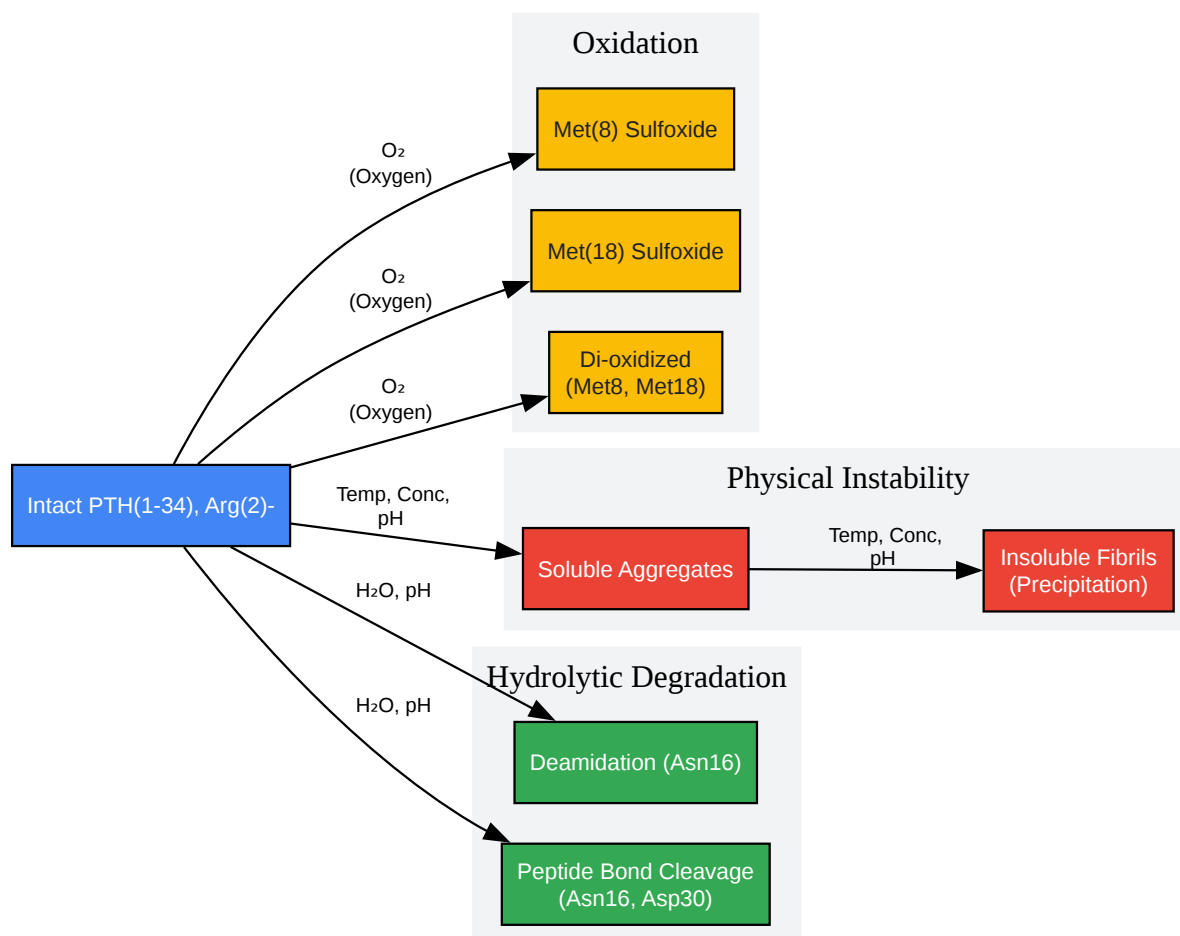 Oxidation
Met(8) Sulfoxide
O₂
(Oxygen)
Met(18) Sulfoxide
O₂
(Oxygen)
Di-oxidized
(Met8, Met18)
O₂
(Oxygen)
Intact PTH(1-34), Arg(2)-
Physical Instability
Temp, Conc,
pH
Soluble Aggregates
Temp, Conc,
pH
Insoluble Fibrils
(Precipitation)
H₂O, pH
Hydrolytic Degradation
H₂O, pH
Deamidation (Asn16)
Peptide Bond Cleavage
(Asn16, Asp30)